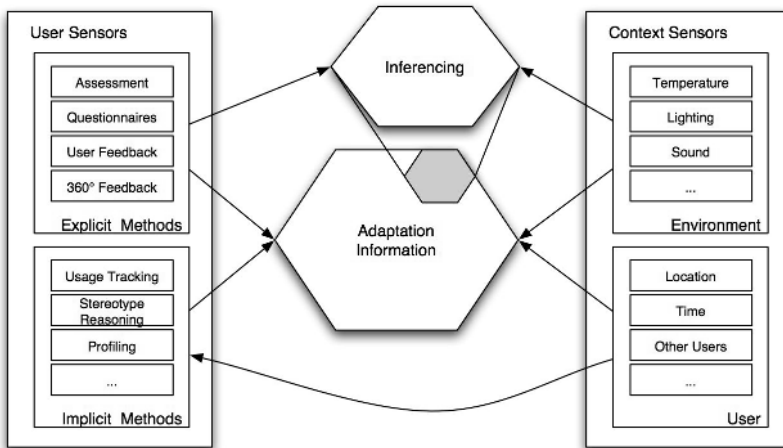 User Sensors
Assessment
Questionnaires
User Feedback
360° Feedback
Explicit Methods
Usage Tracking
Stereotype
Reasoning
Profiling
...
Implicit Methods
Inferencing
Adaptation
Information
Context Sensors
Temperature
Lighting
Sound
...
Environment
Location
Time
Other Users
...
User